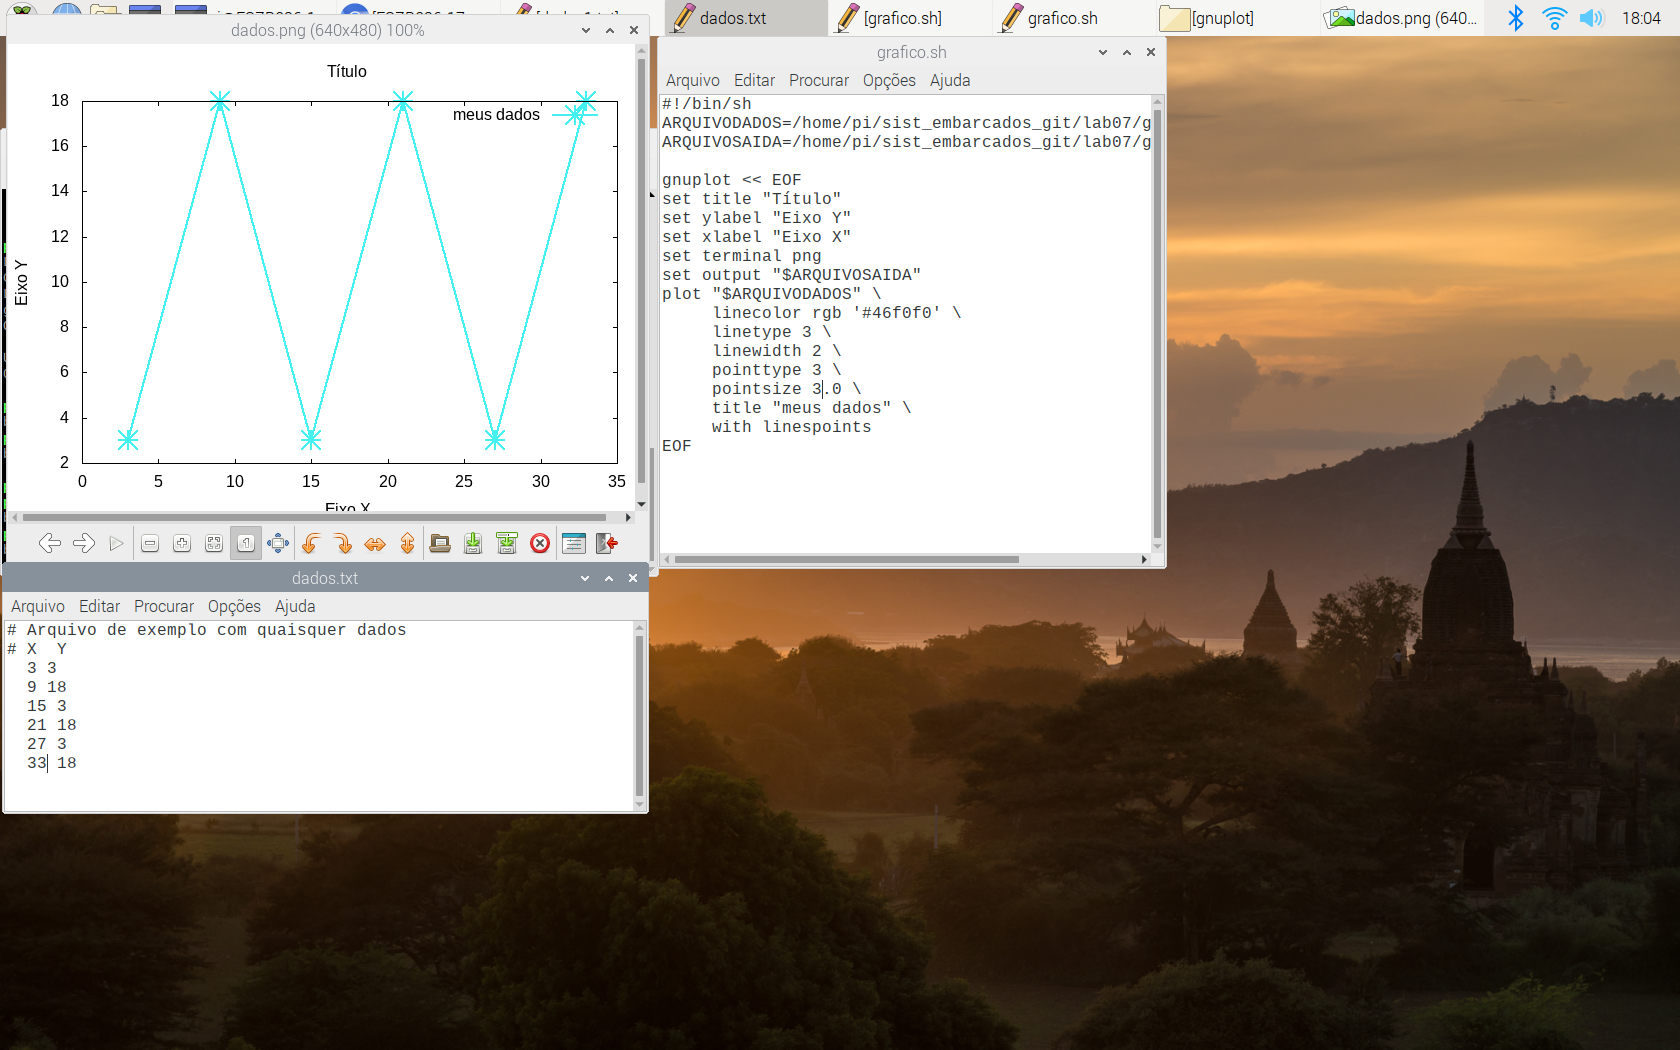 dados.txt
[grafico.sh]
grafico.sh
[gnuplot]
dados.png (640...
18:04
dados.png (640x480) 100%
Título
meus dados
18
16
14
12
10
8
6
4
2
Eixo Y
0 5 10 15 20 25 30 35
Eixo X
grafico.sh
Arquivo Editar Procurar Opções Ajuda
#!/bin/sh
ARQUIVODADOS=/home/pi/sist_embarcados_git/lab07/g
ARQUIVOSAIDA=/home/pi/sist_embarcados_git/lab07/g
gnuplot << EOF
set title "Título"
set ylabel "Eixo Y"
set xlabel "Eixo X"
set terminal png
set output "$ARQUIVOSAIDA"
plot "$ARQUIVODADOS" \
linecolor rgb '#46f0f0' \
linetype 3 \
linewidth 2 \
pointtype 3 \
pointsize 3.0 \
title "meus dados" \
with linespoints
EOF
dados.txt
Arquivo Editar Procurar Opções Ajuda
# Arquivo de exemplo com quaisquer dados
# X Y
3 3
9 18
15 3
21 18
27 3
33 18